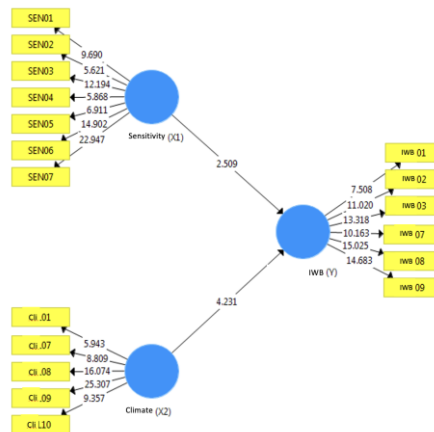 SEN01
SEN02
SEN03
SEN04
SEN05
SEN06
SEN07
9.690
5.621
12.194
5.868
6.911
14.902
22.947
Sensitivity (X1)
2.509
IWB 01
IWB 02
IWB 03
IWB 07
IWB 08
IWB 09
7.508
11.020
13.318
10.163
15.025
14.683
IWB (Y)
4.231
Cli .01
Cli .07
Cli .08
Cli .09
Cli L10
5.943
8.809
16.074
25.307
9.357
Climate (X2)